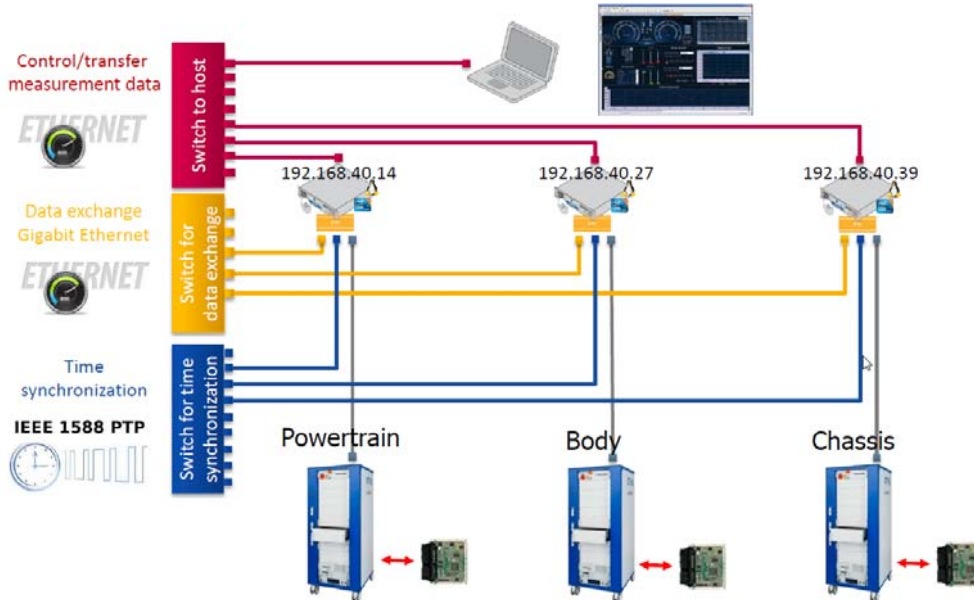 Control/transfer
measurement data
ETHERNET
Switch to host
192.168.40.14
192.168.40.27
192.168.40.39
Data exchange
Gigabit Ethernet
ETHERNET
Switch for
data exchange
Time
synchronization
IEEE 1588 PTP
Switch for time
synchronization
Powertrain
Body
Chassis